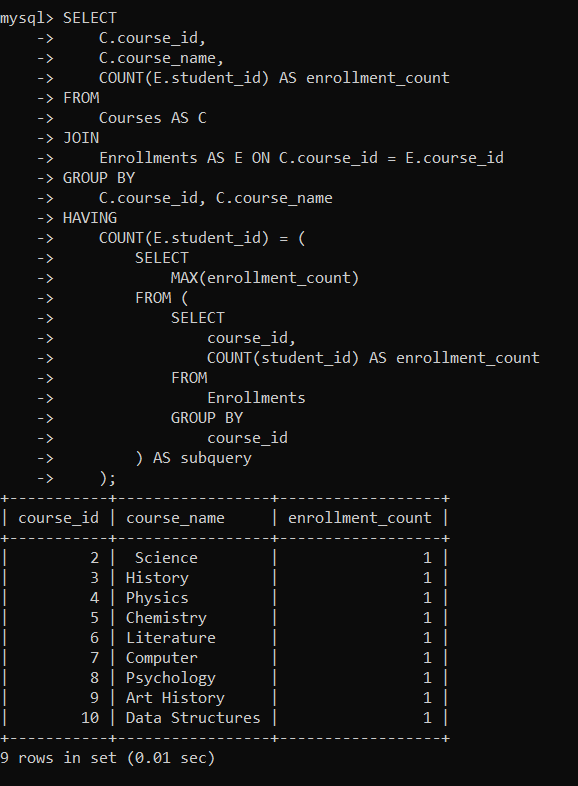 mysql> SELECT
    ->     C.course_id,
    ->     C.course_name,
    ->     COUNT(E.student_id) AS enrollment_count
    -> FROM
    ->     Courses AS C
    -> JOIN
    ->     Enrollments AS E ON C.course_id = E.course_id
    -> GROUP BY
    ->     C.course_id, C.course_name
    -> HAVING
    ->     COUNT(E.student_id) = (
    ->         SELECT
    ->             MAX(enrollment_count)
    ->         FROM (
    ->             SELECT
    ->                 course_id,
    ->                 COUNT(student_id) AS enrollment_count
    ->             FROM
    ->                 Enrollments
    ->             GROUP BY
    ->                 course_id
    ->         ) AS subquery
    ->     );
+-----------+-----------------+------------------+
| course_id | course_name     | enrollment_count |
+-----------+-----------------+------------------+
|         2 |  Science        |                1 |
|         3 | History         |                1 |
|         4 | Physics         |                1 |
|         5 | Chemistry       |                1 |
|         6 | Literature      |                1 |
|         7 | Computer        |                1 |
|         8 | Psychology      |                1 |
|         9 | Art History     |                1 |
|        10 | Data Structures |                1 |
+-----------+-----------------+------------------+
9 rows in set (0.01 sec)